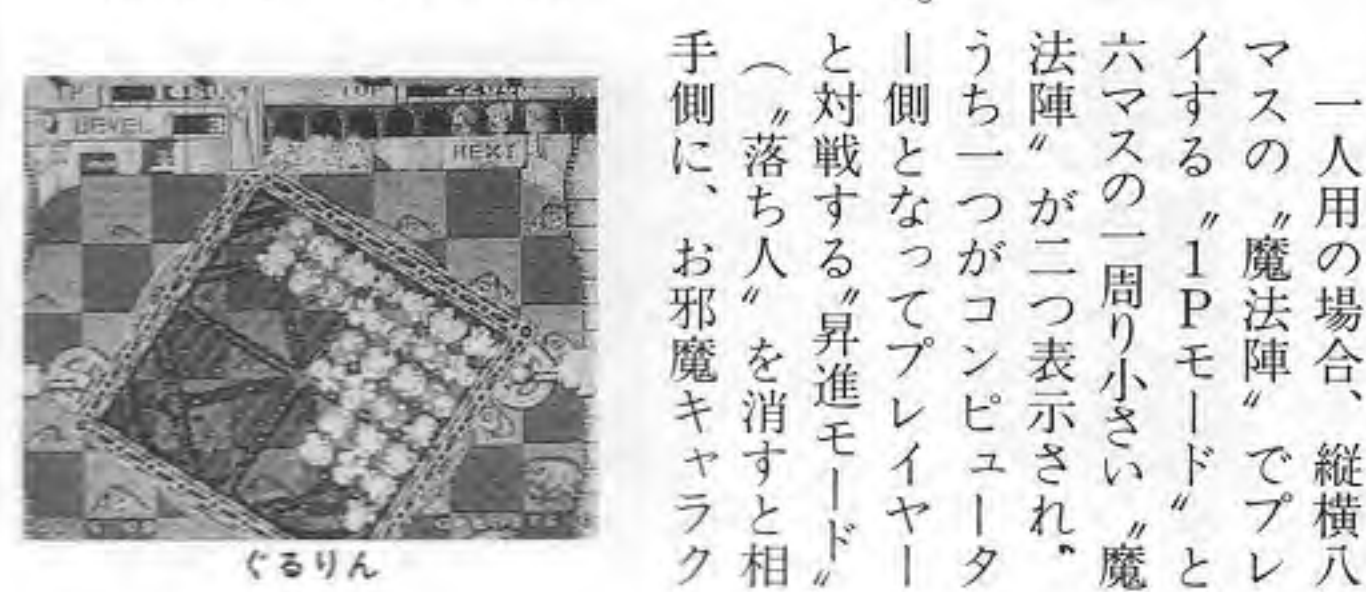 一人用の場合、縦横八
マスの〝魔法陣〟でプレ
イする〝1Pモード〟と
六マスの一周り小さい〝魔
法陣〟が二つ表示され、
うち一つがコンピュータ
ー側となってプレイヤー
と対戦する〝昇進モード〟
（〝落ち人〟を消すと相
手側に、お邪魔キャラク
1P
TOP
LEVEL
NEXT
ぐるりん